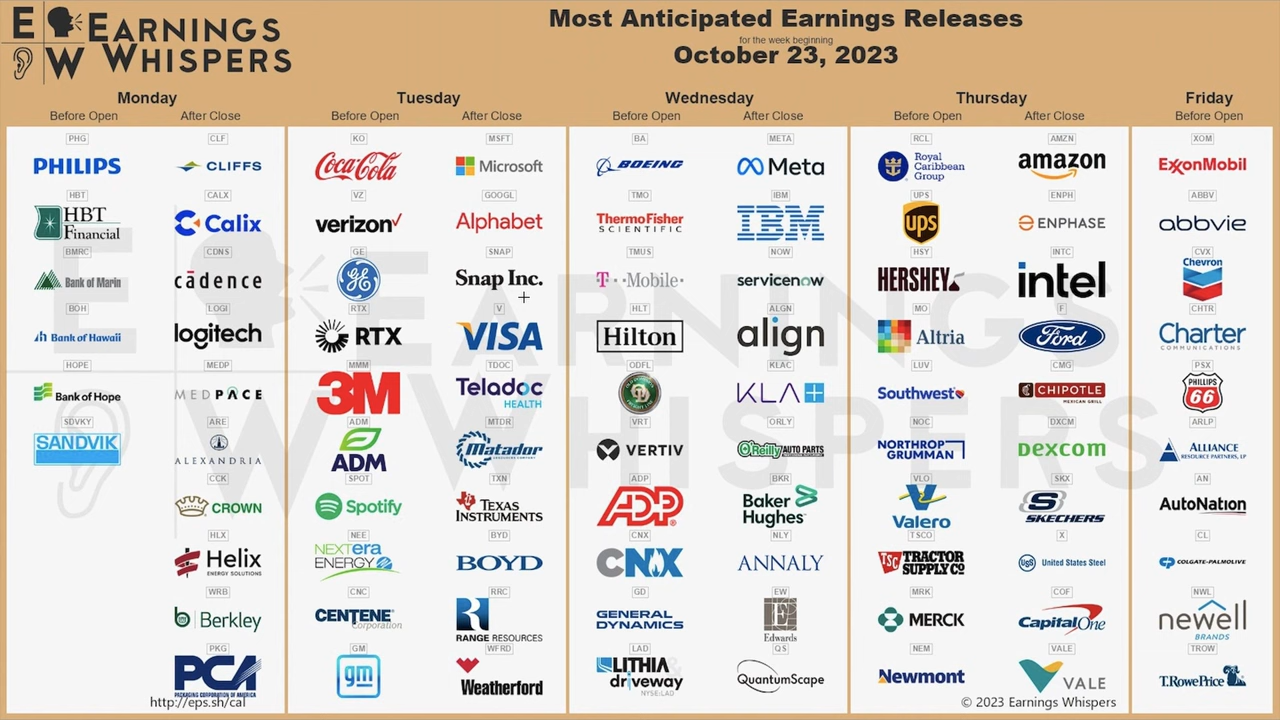 EARNINGS WHISPERS
E
W
Most Anticipated Earnings Releases
for the week beginning
October 23, 2023
Monday
Before Open
After Close
PHG
PHILIPS
HBT
HBT Financial
BMRC
Bank of Marin
BOH
Bank of Hawaii
HOPE
Bank of Hope
SDVKY
SANDVIK
CLF
CLIFFS
CALX
Calix
CDNS
cādence
LOGI
logitech
MEDP
MEDPACE
ARE
ALEXANDRIA
CCK
CROWN
HLX
Helix
ENERGY SOLUTIONS
WRB
Berkley
PKG
PCA
PACKAGING CORPORATION OF AMERICA
http://eps.sh/cal
Tuesday
Before Open
After Close
KO
Coca-Cola
VZ
verizon
GE
GE
RTX
RTX
MMM
3M
ADM
ADM
SPOT
Spotify
NEE
NEXTera
ENERGY
CNC
CENTENE
Corporation
GM
gm
MSFT
Microsoft
GOOGL
Alphabet
SNAP
Snap Inc.
V
VISA
TDOC
Teladoc
HEALTH
MTDR
Matador
TXN
TEXAS
INSTRUMENTS
BYD
BOYD
RRC
R
RANGE RESOURCES
WFRD
Weatherford
Wednesday
Before Open
After Close
BA
BOEING
TMO
ThermoFisher
SCIENTIFIC
TMUS
T Mobile
HLT
Hilton
ODFL
VRT
VERTIV
ADP
ADP
CNX
CNX
GD
GENERAL
DYNAMICS
LAD
LITHIA
driveway
NYSE:LAD
META
Meta
IBM
IBM
NOW
servicenow
ALGN
align
KLAC
KLA
ORLY
O'Reilly AUTO PARTS
BKR
Baker
Hughes
NLY
ANNALY
EW
E
Edwards
QS
QuantumScape
Thursday
Before Open
After Close
RCL
Royal
Caribbean
Group
UPS
ups
HSY
HERSHEY
MO
Altria
LUV
Southwest
NOC
NORTHROP
GRUMMAN
VLO
Valero
TSCO
TSC TRACTOR
SUPPLY CO
MRK
MERCK
NEM
Newmont
AMZN
amazon
ENPH
ENPHASE
INTC
intel
F
Ford
CMG
CHIPOTLE
MEXICAN GRILL
DXCM
DEXCOM
SKX
S
SKECHERS
X
USS United States Steel
COF
Capital One
VALE
VALE
Friday
Before Open
XOM
ExxonMobil
ABBV
abbvie
CVX
Chevron
CHTR
Charter
COMMUNICATIONS
PSX
PHILLIPS
66
ARLP
ALLIANCE
RESOURCE PARTNERS, LP
AN
AutoNation
CL
COLGATE-PALMOLIVE
NWL
newell
BRANDS
TROW
T.RowePrice
© 2023 Earnings Whispers